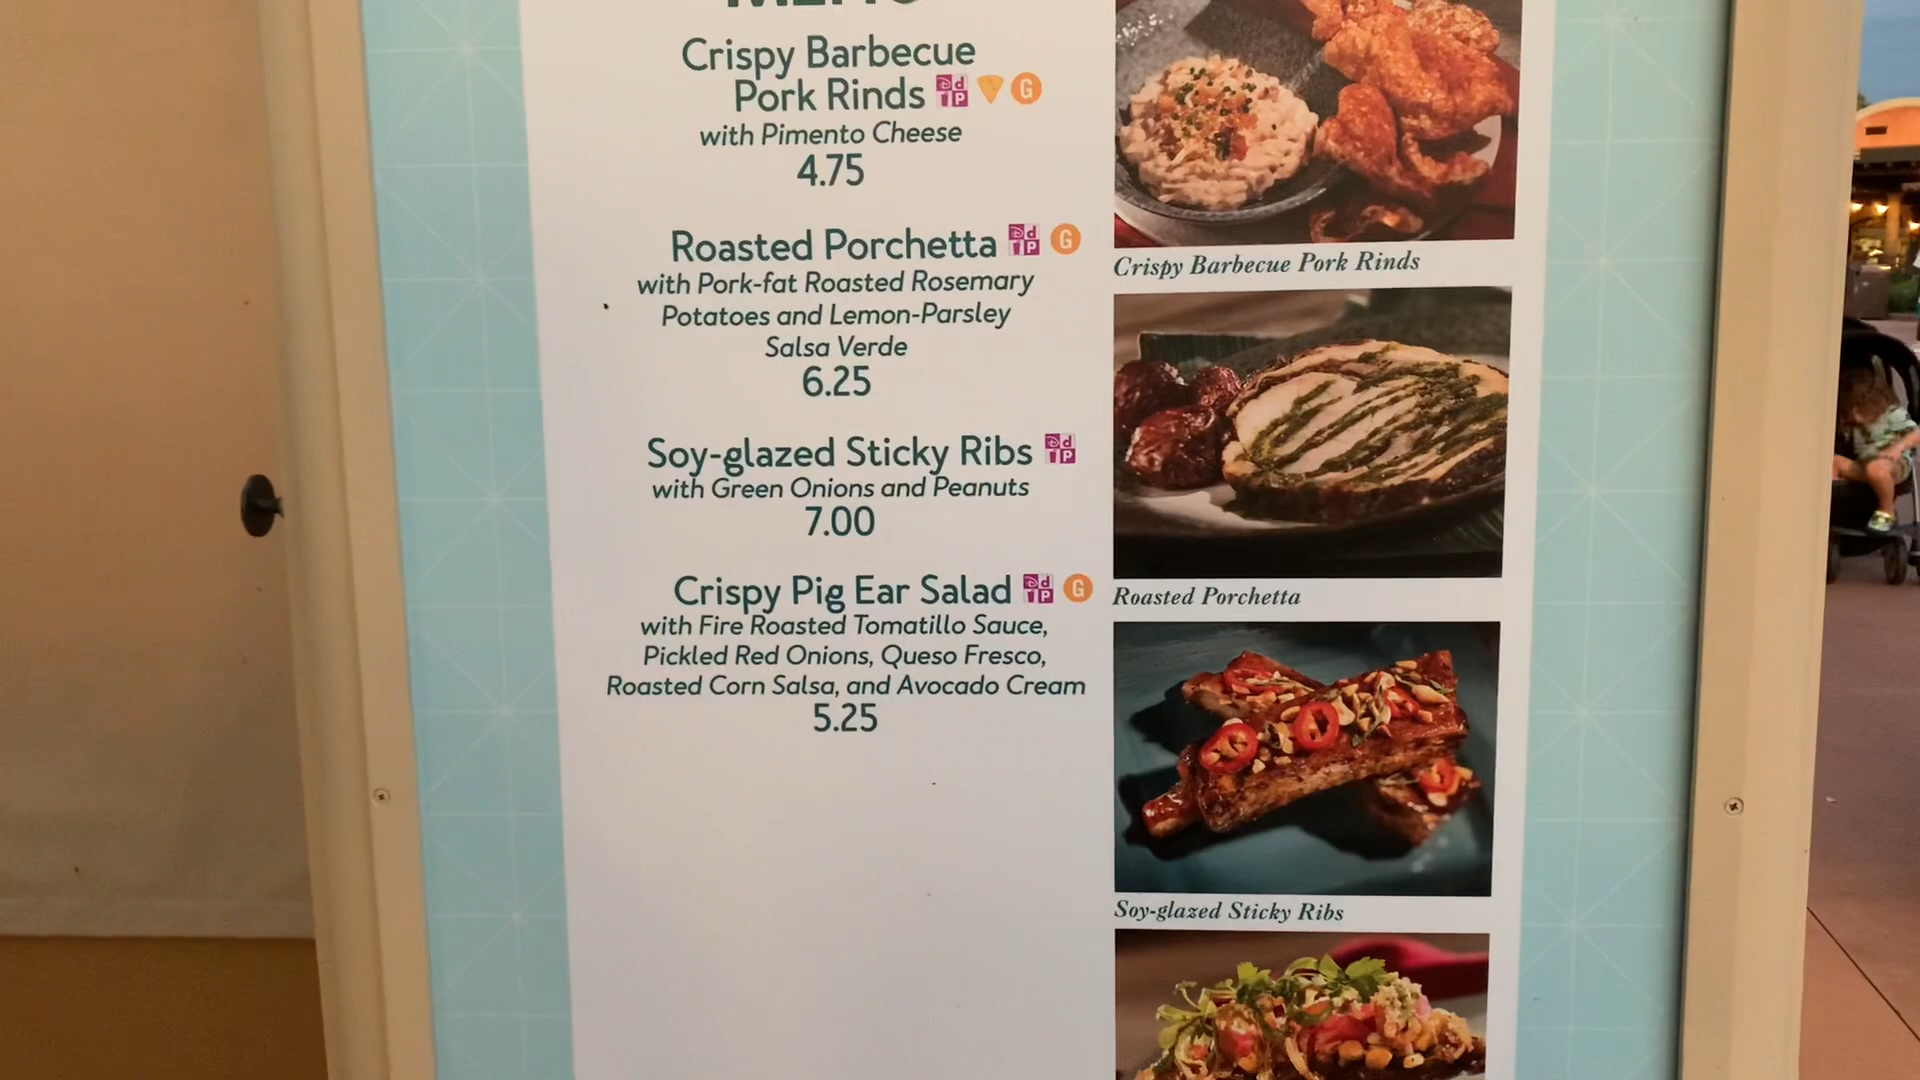 MENU
Crispy Barbecue
Pork Rinds G
with Pimento Cheese
4.75
Roasted Porchetta G
with Pork-fat Roasted Rosemary
Potatoes and Lemon-Parsley
Salsa Verde
6.25
Soy-glazed Sticky Ribs
with Green Onions and Peanuts
7.00
Crispy Pig Ear Salad G
with Fire Roasted Tomatillo Sauce,
Pickled Red Onions, Queso Fresco,
Roasted Corn Salsa, and Avocado Cream
5.25
Crispy Barbecue Pork Rinds
Roasted Porchetta
Soy-glazed Sticky Ribs